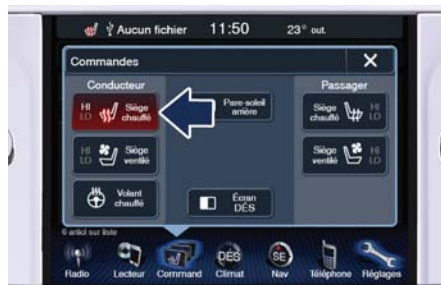 Aucun fichier 11:50 23° out.
Commandes X
Conducteur
Passager
HI
LO
Siège
chauffé
Pare-soleil
arrière
Siège
chauffé
HI
LO
HI
LO
Siège
ventilé
Siège
ventilé
HI
LO
Volant
chauffé
Écran
DÉS
6 articl sur liste
DES
SE
Radio Lecteur Command Climat Nav Téléphone Réglages